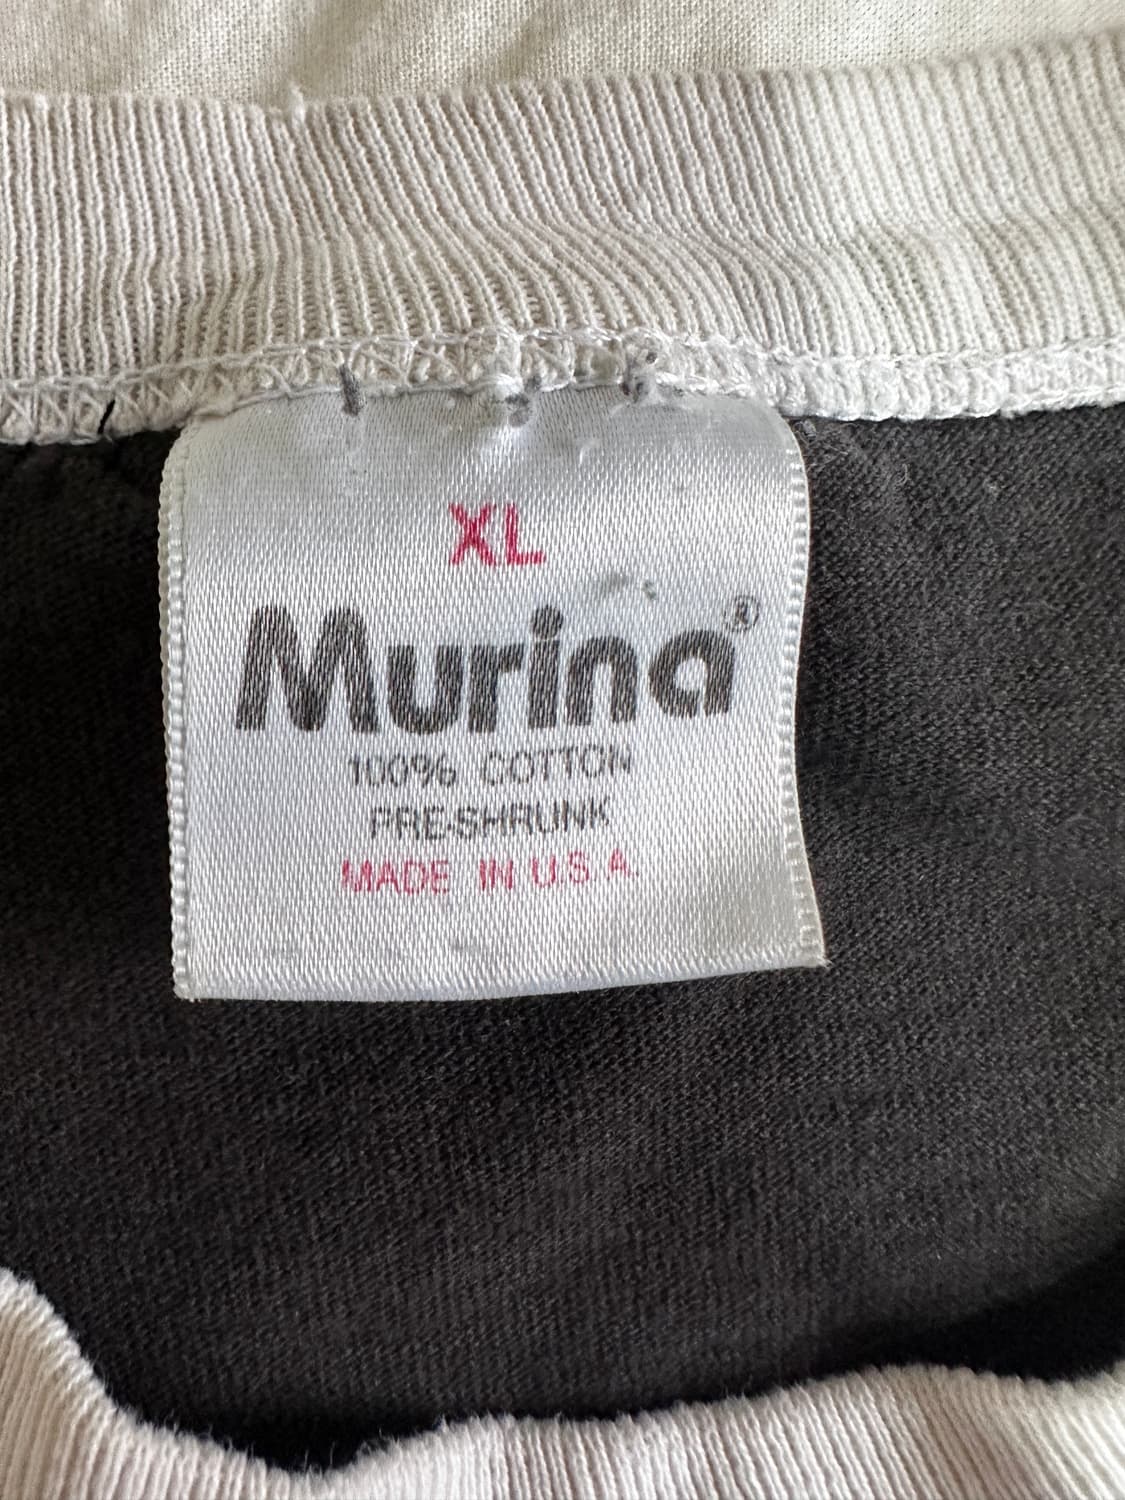 XL
Murina®
100% COTTON
PRE-SHRUNK
MADE IN U.S.A.